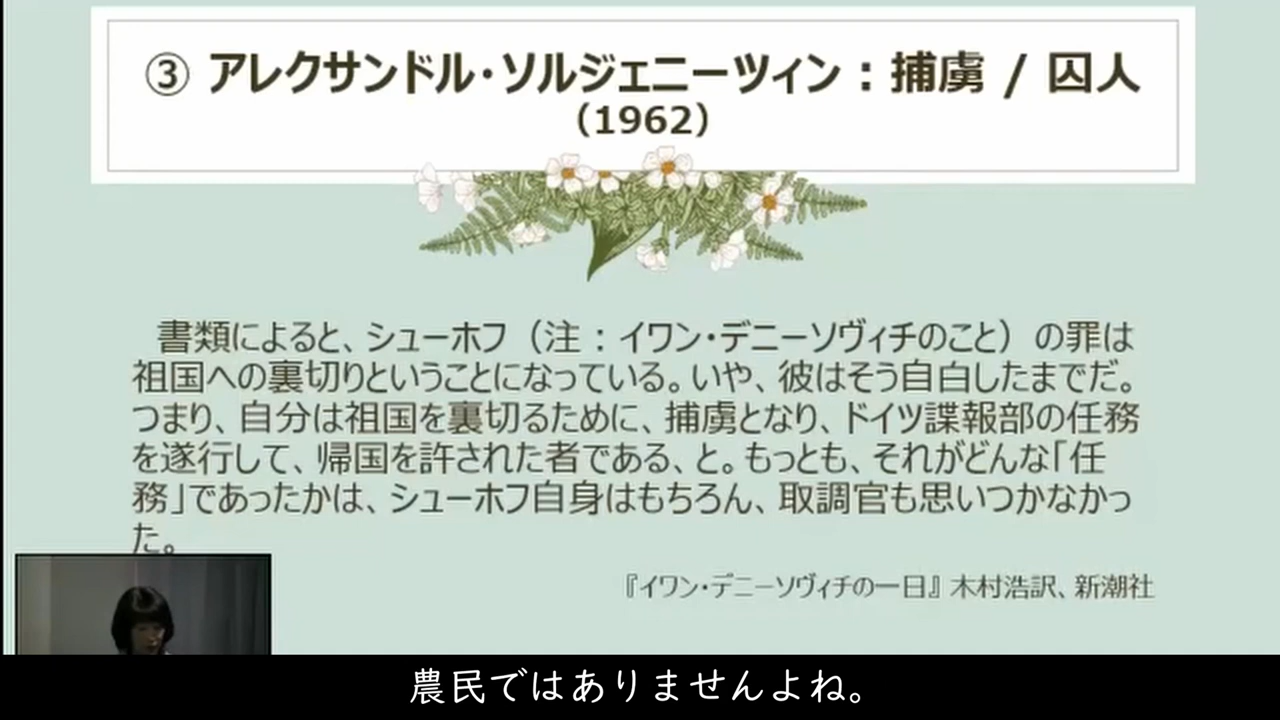 ③ アレクサンドル・ソルジェニーツィン：捕虜 / 囚人
（1962）
書類によると、シューホフ（注：イワン・デニーソヴィチのこと）の罪は
祖国への裏切りということになっている。いや、彼はそう自白したまでだ。
つまり、自分は祖国を裏切るために、捕虜となり、ドイツ諜報部の任務
を遂行して、帰国を許された者である、と。もっとも、それがどんな「任
務」であったかは、シューホフ自身はもちろん、取調官も思いつかなかっ
た。
『イワン・デニーソヴィチの一日』木村浩訳、新潮社
農民ではありませんよね。